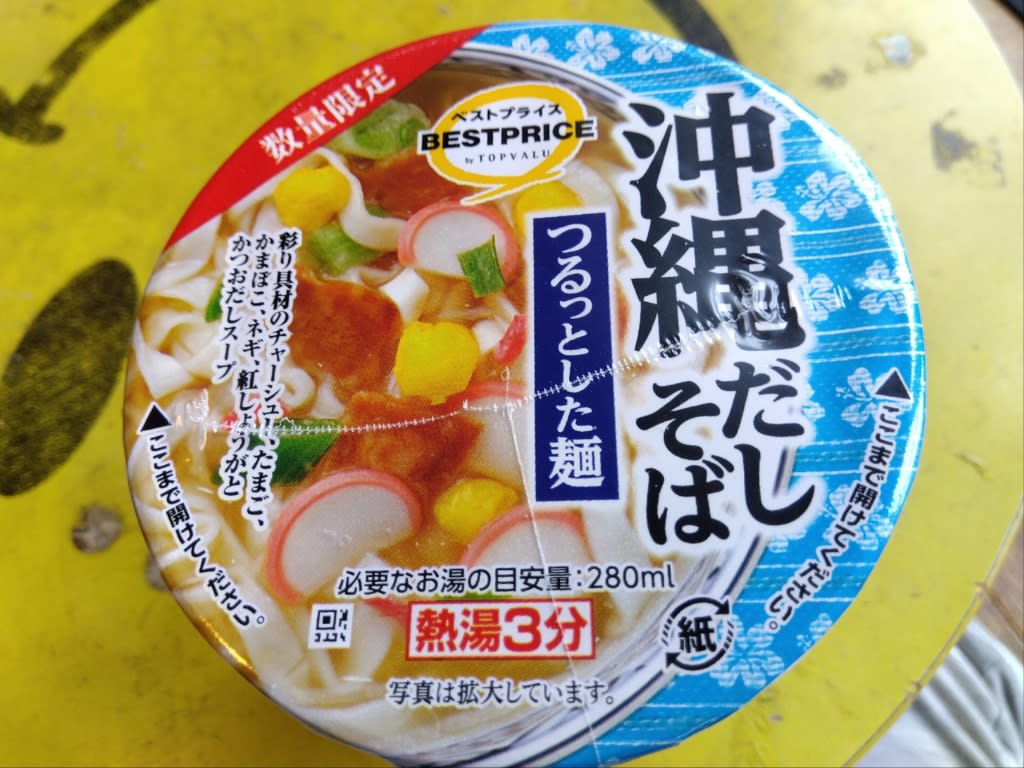 数量限定
ベストプライス
BESTPRICE
by TOPVALU
沖縄だし
そば
つるっとした麺
彩り具材のチャーシュー、たまご、
かまぼこ、ネギ、紅しょうがと
かつおだしスープ
▲ここまで開けてください。
▲ここまで開けてください。
必要なお湯の目安量:280ml
熱湯3分
紙
写真は拡大しています。